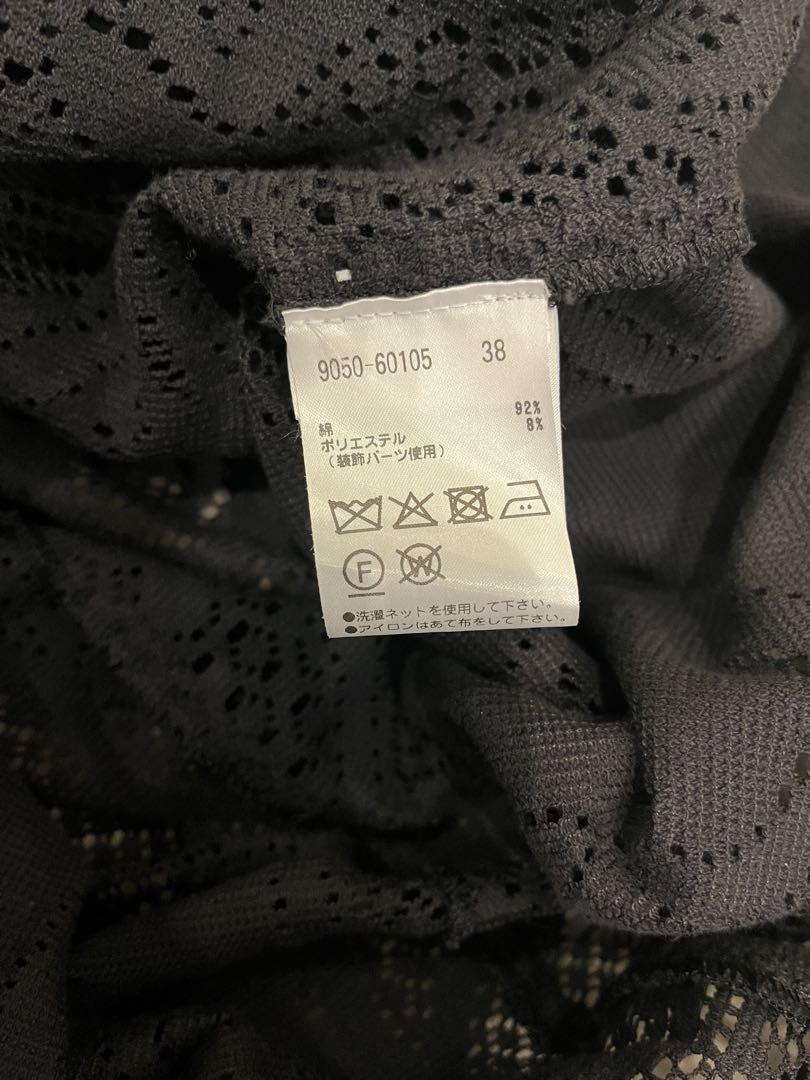 9050-60105 38
綿 92%
ポリエステル 8%
(装飾パーツ使用)
F W
●洗濯ネットを使用して下さい。
●アイロンはあて布をして下さい。